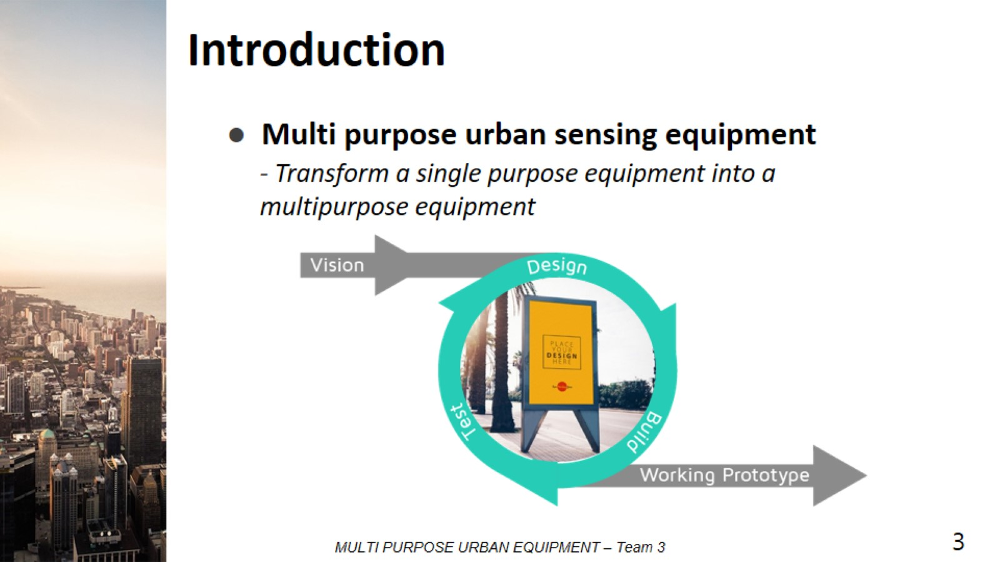 Introduction
● Multi purpose urban sensing equipment
- Transform a single purpose equipment into a
multipurpose equipment
Vision
Design
PLACE
YOUR
DESIGN
HERE
Test
Build
Working Prototype
MULTI PURPOSE URBAN EQUIPMENT – Team 3
3